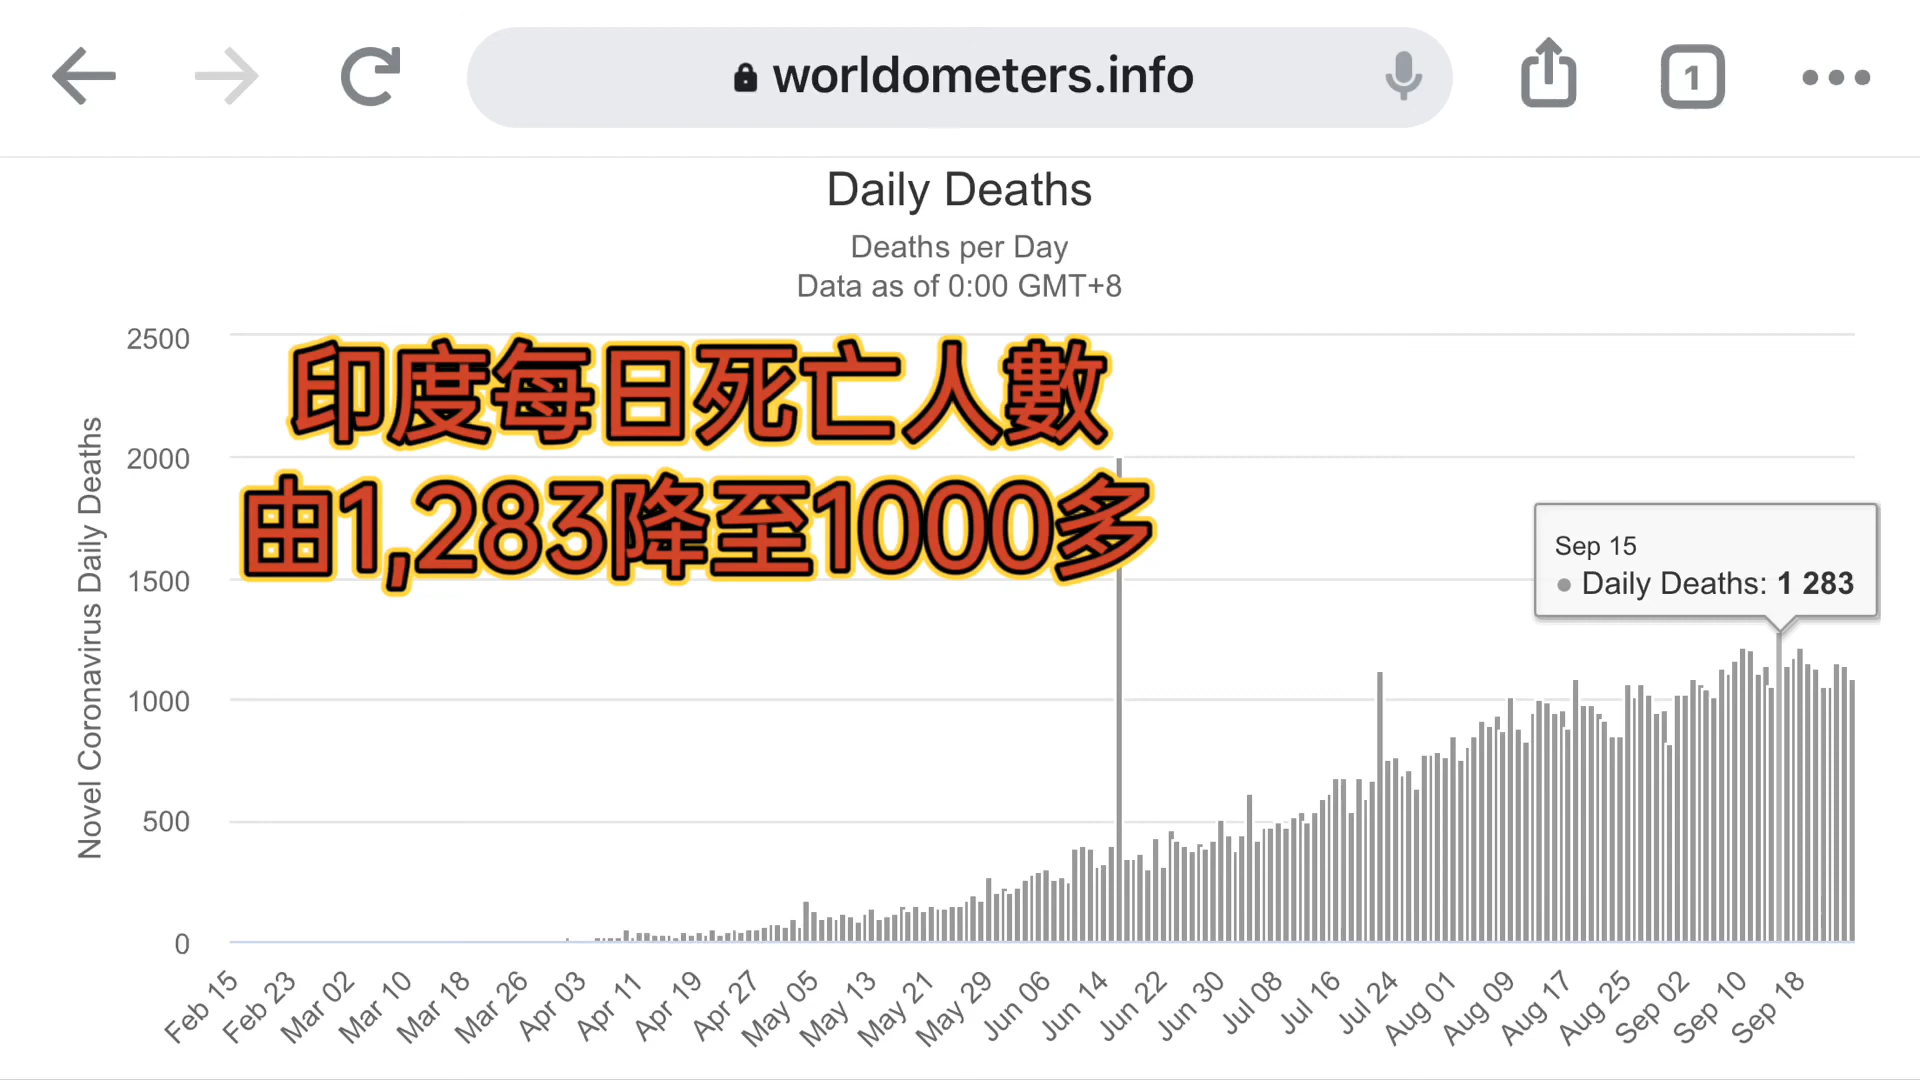 worldometers.info
1
Daily Deaths
Deaths per Day
Data as of 0:00 GMT+8
印度每日死亡人數
由1,283降至1000多
Novel Coronavirus Daily Deaths
2500
2000
1500
1000
500
0
Sep 15
Daily Deaths: 1 283
Feb 15
Feb 23
Mar 02
Mar 10
Mar 18
Mar 26
Apr 03
Apr 11
Apr 19
Apr 27
May 05
May 13
May 21
May 29
Jun 06
Jun 14
Jun 22
Jun 30
Jul 08
Jul 16
Jul 24
Aug 01
Aug 09
Aug 17
Aug 25
Sep 02
Sep 10
Sep 18